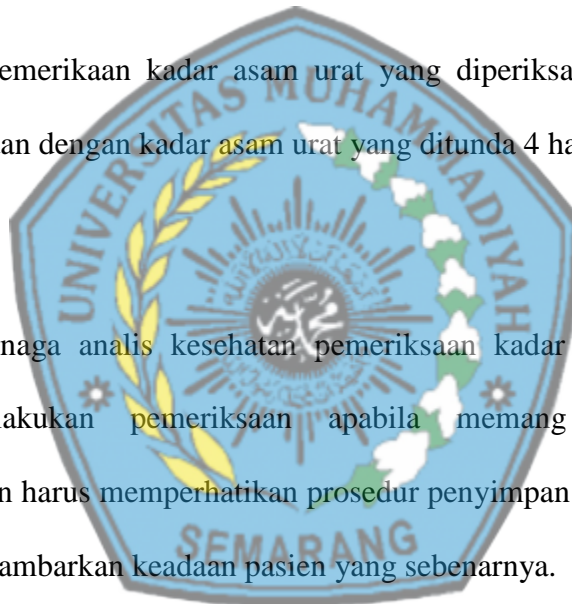 emerikaan kadar asam urat yang diperiksa
an dengan kadar asam urat yang ditunda 4 ha
UNIVERSITAS MUHAMMADIYAH
naga analis kesehatan pemeriksaan kadar
lakukan pemeriksaan apabila memang
n harus memperhatikan prosedur penyimpan
SEMARANG
ambarkan keadaan pasien yang sebenarnya.